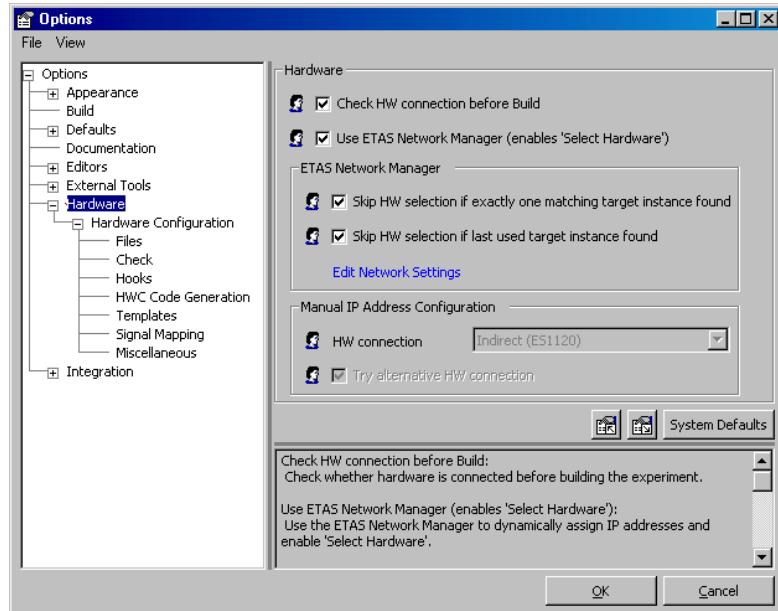 Options
File View
Options
Appearance
Build
Defaults
Documentation
Editors
External Tools
Hardware
Hardware Configuration
Files
Check
Hooks
HWC Code Generation
Templates
Signal Mapping
Miscellaneous
Integration
Hardware
Check HW connection before Build
Use ETAS Network Manager (enables 'Select Hardware')
ETAS Network Manager
Skip HW selection if exactly one matching target instance found
Skip HW selection if last used target instance found
Edit Network Settings
Manual IP Address Configuration
HW connection Indirect (ES1120)
Try alternative HW connection
System Defaults
Check HW connection before Build:
Check whether hardware is connected before building the experiment.
Use ETAS Network Manager (enables 'Select Hardware'):
Use the ETAS Network Manager to dynamically assign IP addresses and
enable 'Select Hardware'.
OK Cancel